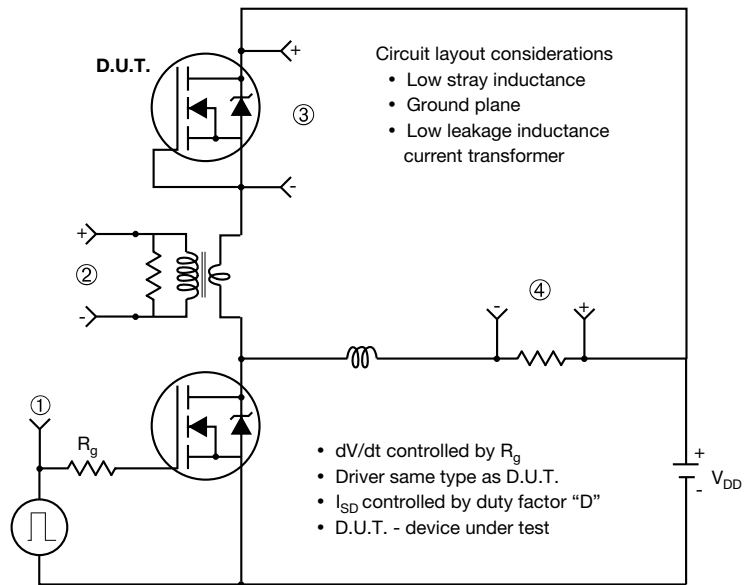 D.U.T.
+
③
-
Circuit layout considerations
• Low stray inductance
• Ground plane
• Low leakage inductance
current transformer
+
②
-
④
- +
①
Rg
• dV/dt controlled by Rg
• Driver same type as D.U.T.
• ISD controlled by duty factor “D”
• D.U.T. - device under test
+
VDD
-